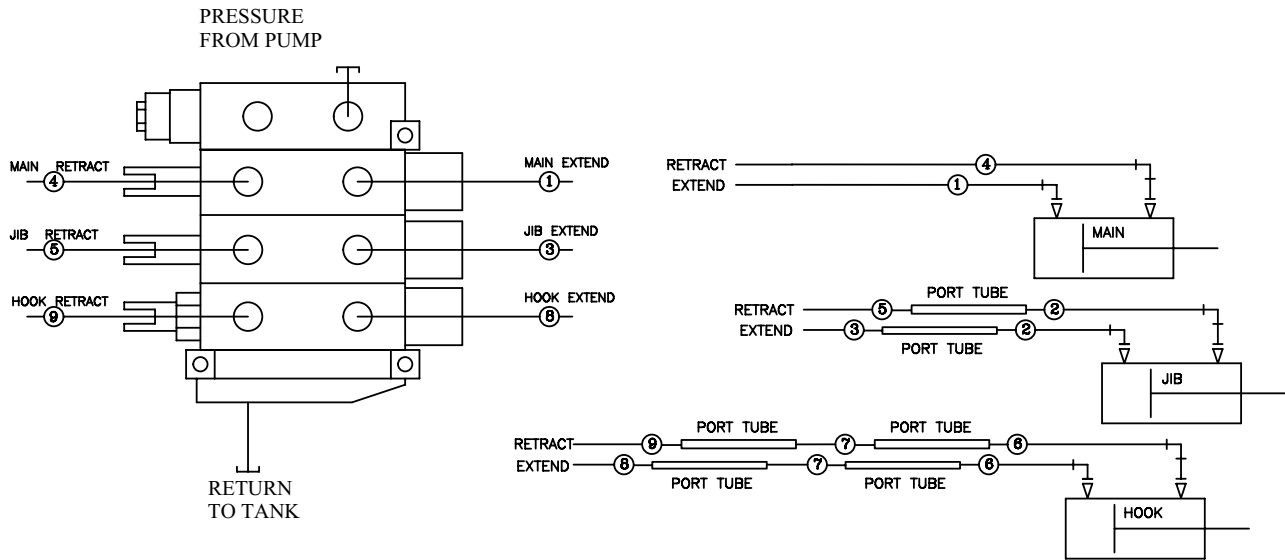 PRESSURE
FROM PUMP
MAIN RETRACT
4
MAIN EXTEND
1
JIB RETRACT
5
JIB EXTEND
3
HOOK RETRACT
9
HOOK EXTEND
8
RETURN
TO TANK
RETRACT
4
EXTEND
1
MAIN
RETRACT
5
PORT TUBE
2
EXTEND
3
PORT TUBE
2
JIB
RETRACT
9
PORT TUBE
7
PORT TUBE
6
EXTEND
8
PORT TUBE
7
PORT TUBE
6
HOOK